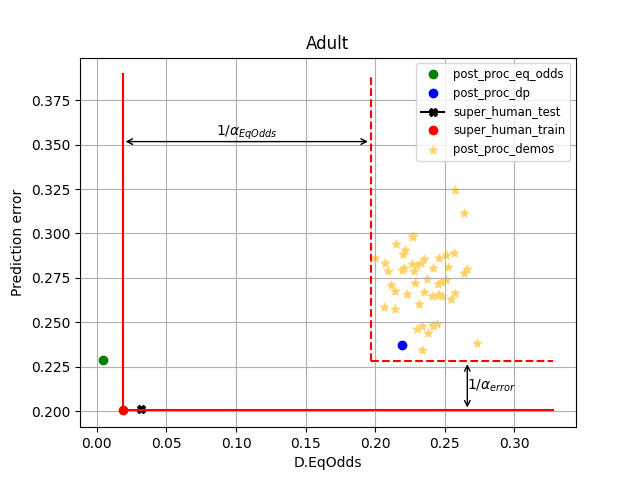 Adult
post_proc_eq_odds
post_proc_dp
super_human_test
super_human_train
post_proc_demos
1/α_EqOdds
1/α_error
0.375
0.350
0.325
0.300
0.275
0.250
0.225
0.200
Prediction error
0.00 0.05 0.10 0.15 0.20 0.25 0.30
D.EqOdds